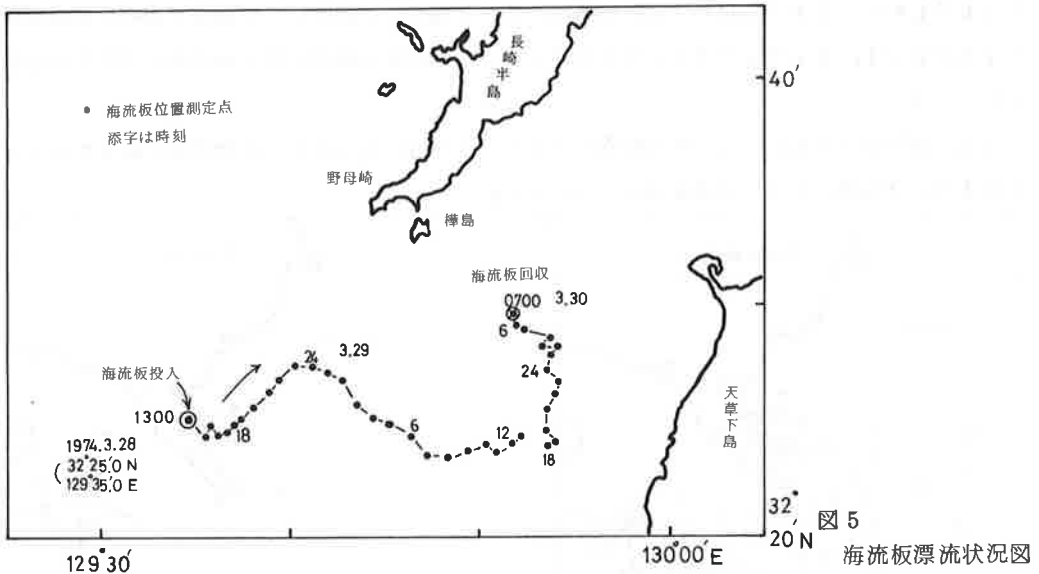 長崎半島
40′
• 海流板位置測定点
添字は時刻
野母崎
樺島
海流板回収
0700 3,30
6
24 3,29
24
海流板投入
1300
18
6
12
18
天草下島
1974.3.28
(32°25′.0 N
129°35′.0 E
32°
20′N
図5
129°30′
130°00′E
海流板漂流状況図